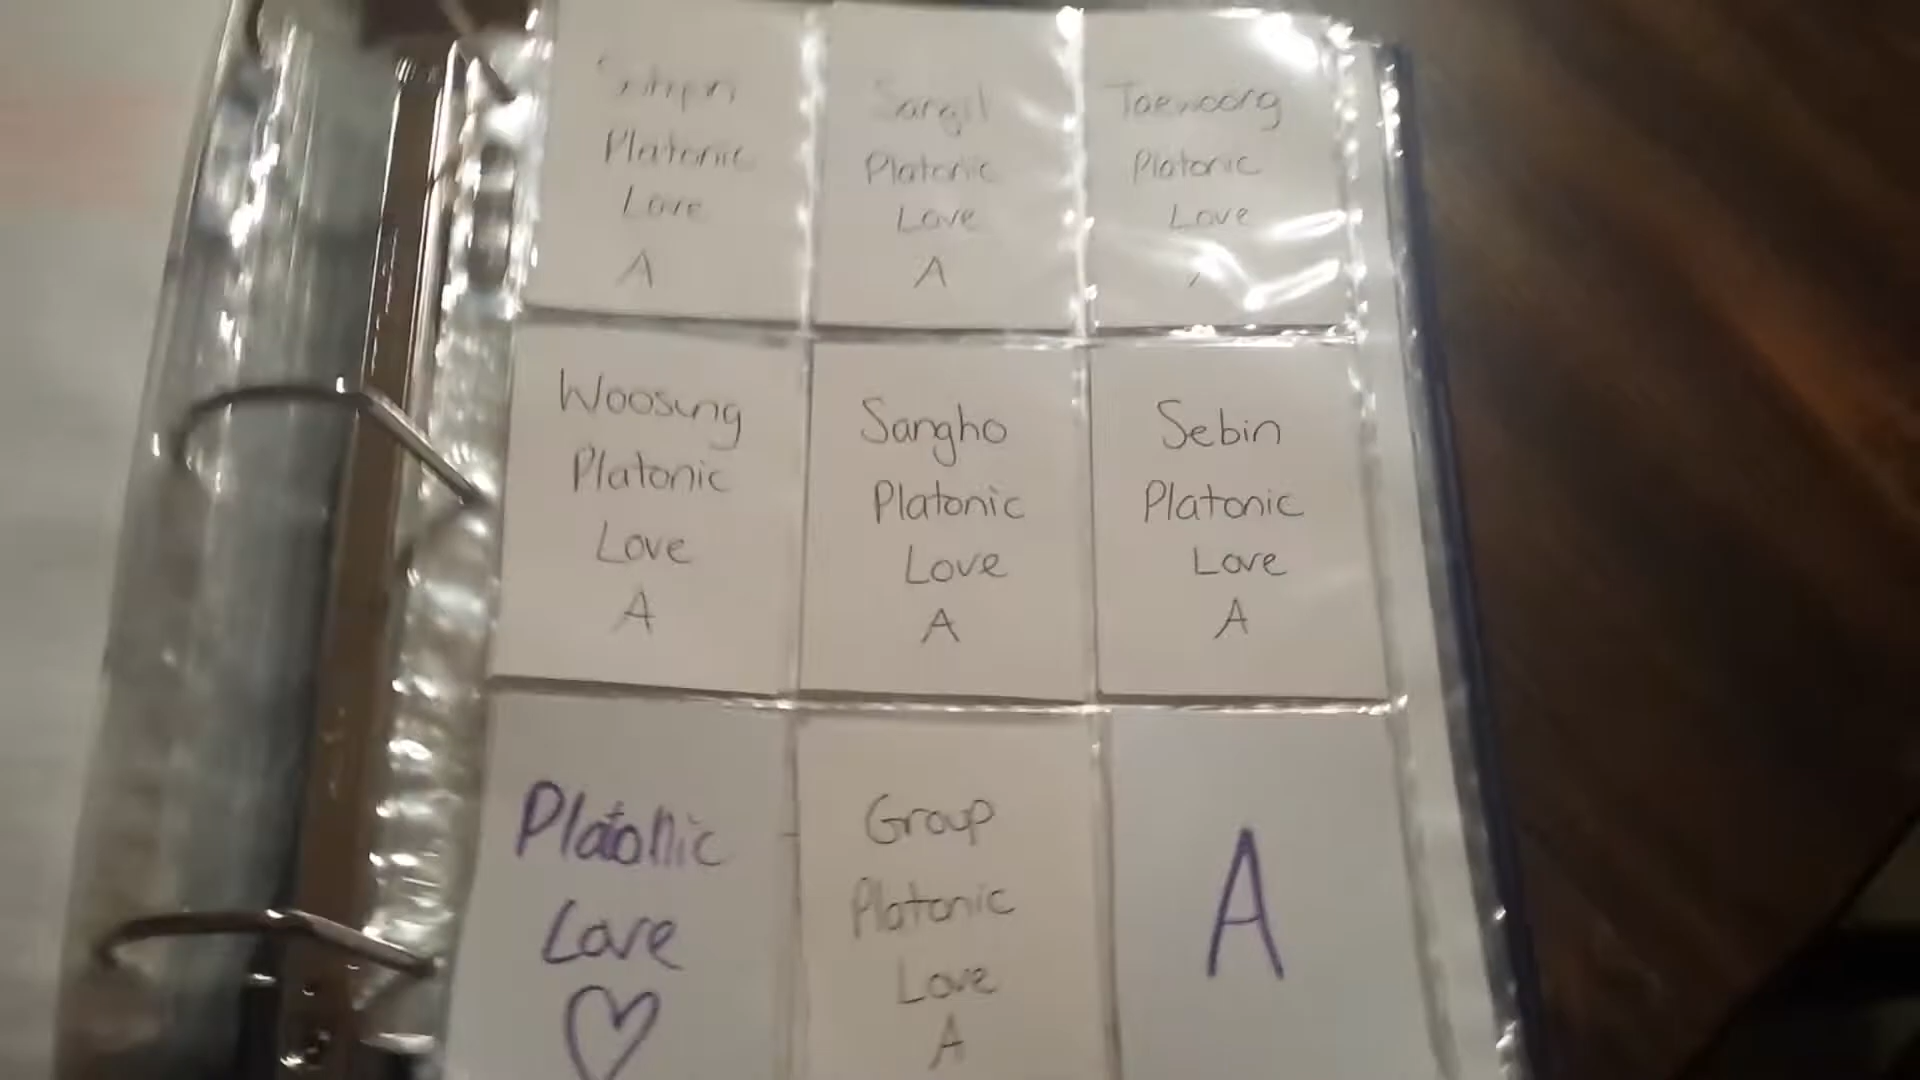 Platonic
Love
A
Sangil
Platonic
Love
A
Taewoong
Platonic
Love
Woosung
Platonic
Love
A
Sangho
Platonic
Love
A
Sebin
Platonic
Love
A
Platonic
Love
Group
Platonic
Love
A
A